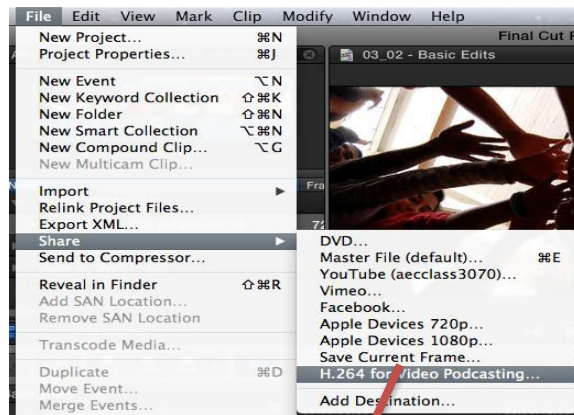 File Edit View Mark Clip Modify Window Help
Final Cut
03_02 - Basic Edits
New Project... ⌘N
Project Properties... ⌘J
New Event ⌥N
New Keyword Collection ⇧⌘K
New Folder ⇧⌘N
New Smart Collection ⌥⌘N
New Compound Clip... ⌥G
New Multicam Clip...
Import
Fra
Relink Project Files...
Export XML...
72
Share
Send to Compressor...
Reveal in Finder ⇧⌘R
Add SAN Location...
Remove SAN Location
Transcode Media...
Duplicate ⌘D
Move Event...
Merge Events...
DVD...
Master File (default)... ⌘E
YouTube (aecclass3070)...
Vimeo...
Facebook...
Apple Devices 720p...
Apple Devices 1080p...
Save Current Frame...
H.264 for Video Podcasting...
Add Destination...